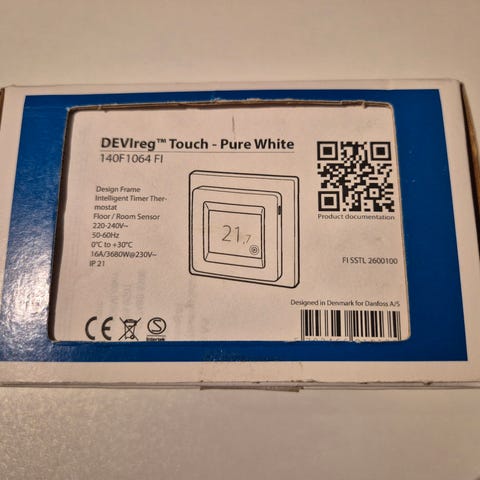 DEVIreg™ Touch - Pure White
140F1064 FI
Design Frame
Intelligent Timer Ther-
mostat
Floor / Room Sensor
220-240V~
50-60Hz
0°C to +30°C
16A/3680W@230V~
IP 21
21.7
Product documentation
FI SSTL 2600100
Designed in Denmark for Danfoss A/S
CE
S
Intertek